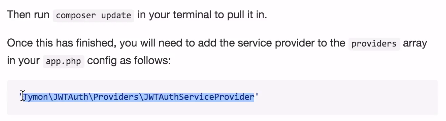 Then run composer update in your terminal to pull it in.
Once this has finished, you will need to add the service provider to the providers array
in your app.php config as follows:
'Tymon\JWTAuth\Providers\JWTAuthServiceProvider'